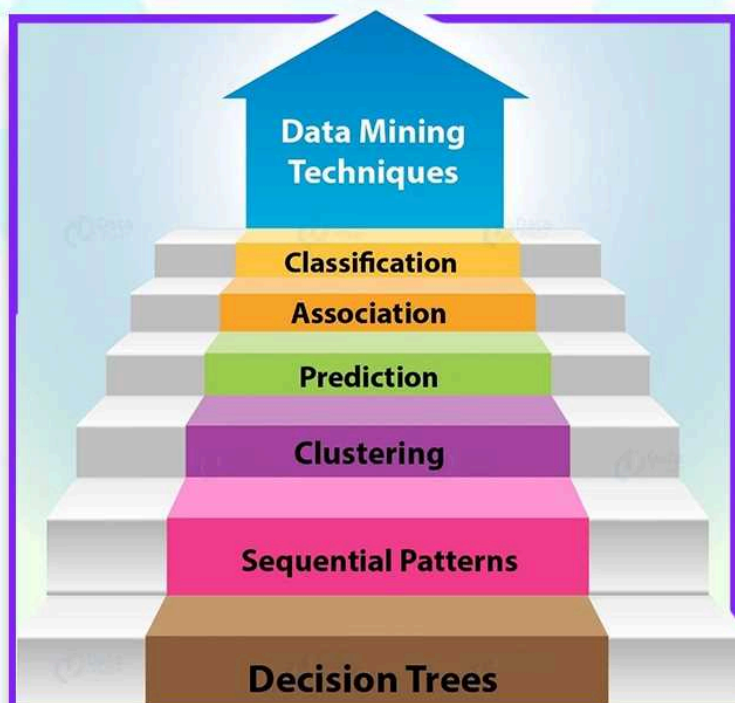 Data Mining
Techniques
Classification
Association
Prediction
Clustering
Sequential Patterns
Decision Trees